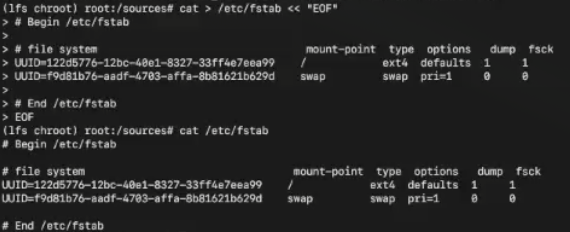 (lfs chroot) root:/sources# cat > /etc/fstab << "EOF"
> # Begin /etc/fstab
>
> # file system mount-point type options dump fsck
> UUID=122d5776-12bc-40e1-8327-33ff4e7eea99 / ext4 defaults 1 1
> UUID=f9d81b76-aadf-4703-affa-8b81621b629d swap swap pri=1 0 0
>
> # End /etc/fstab
> EOF
(lfs chroot) root:/sources# cat /etc/fstab
# Begin /etc/fstab

# file system mount-point type options dump fsck
UUID=122d5776-12bc-40e1-8327-33ff4e7eea99 / ext4 defaults 1 1
UUID=f9d81b76-aadf-4703-affa-8b81621b629d swap swap pri=1 0 0

# End /etc/fstab